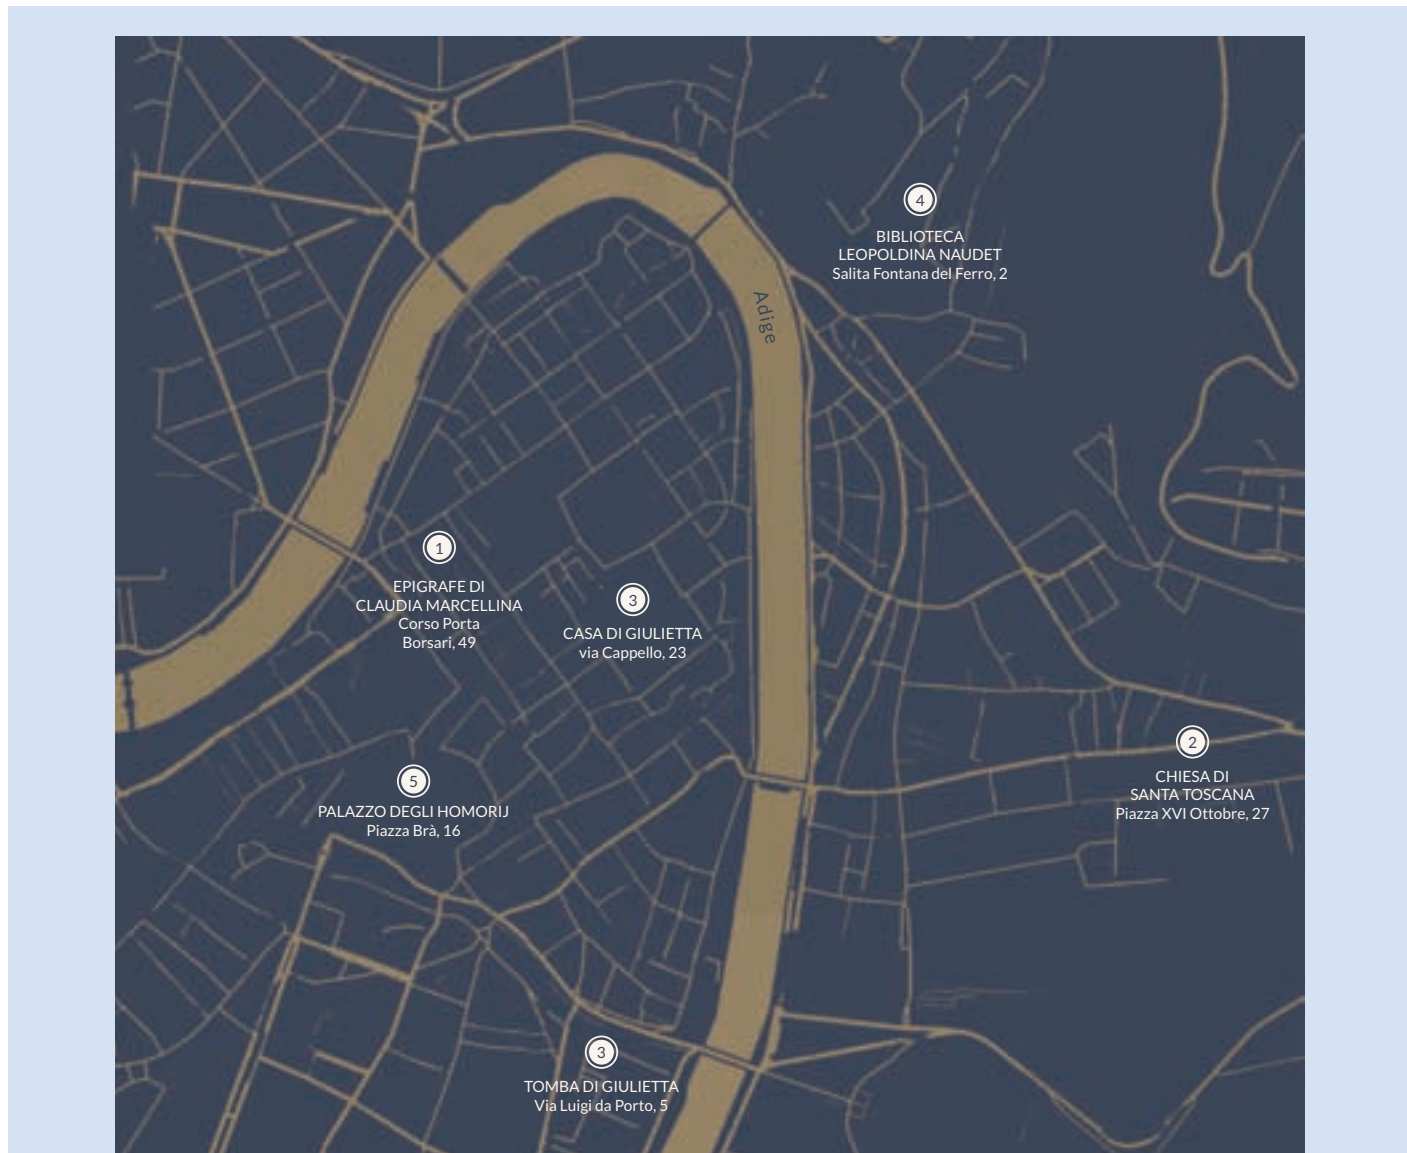 4
BIBLIOTECA
LEOPOLDINA NAUDET
Salita Fontana del Ferro, 2
Adige
1
EPIGRAFE DI
CLAUDIA MARCELLINA
Corso Porta
Borsari, 49
3
CASA DI GIULIETTA
via Cappello, 23
2
CHIESA DI
SANTA TOSCANA
Piazza XVI Ottobre, 27
5
PALAZZO DEGLI HOMORIJ
Piazza Brà, 16
3
TOMBA DI GIULIETTA
Via Luigi da Porto, 5